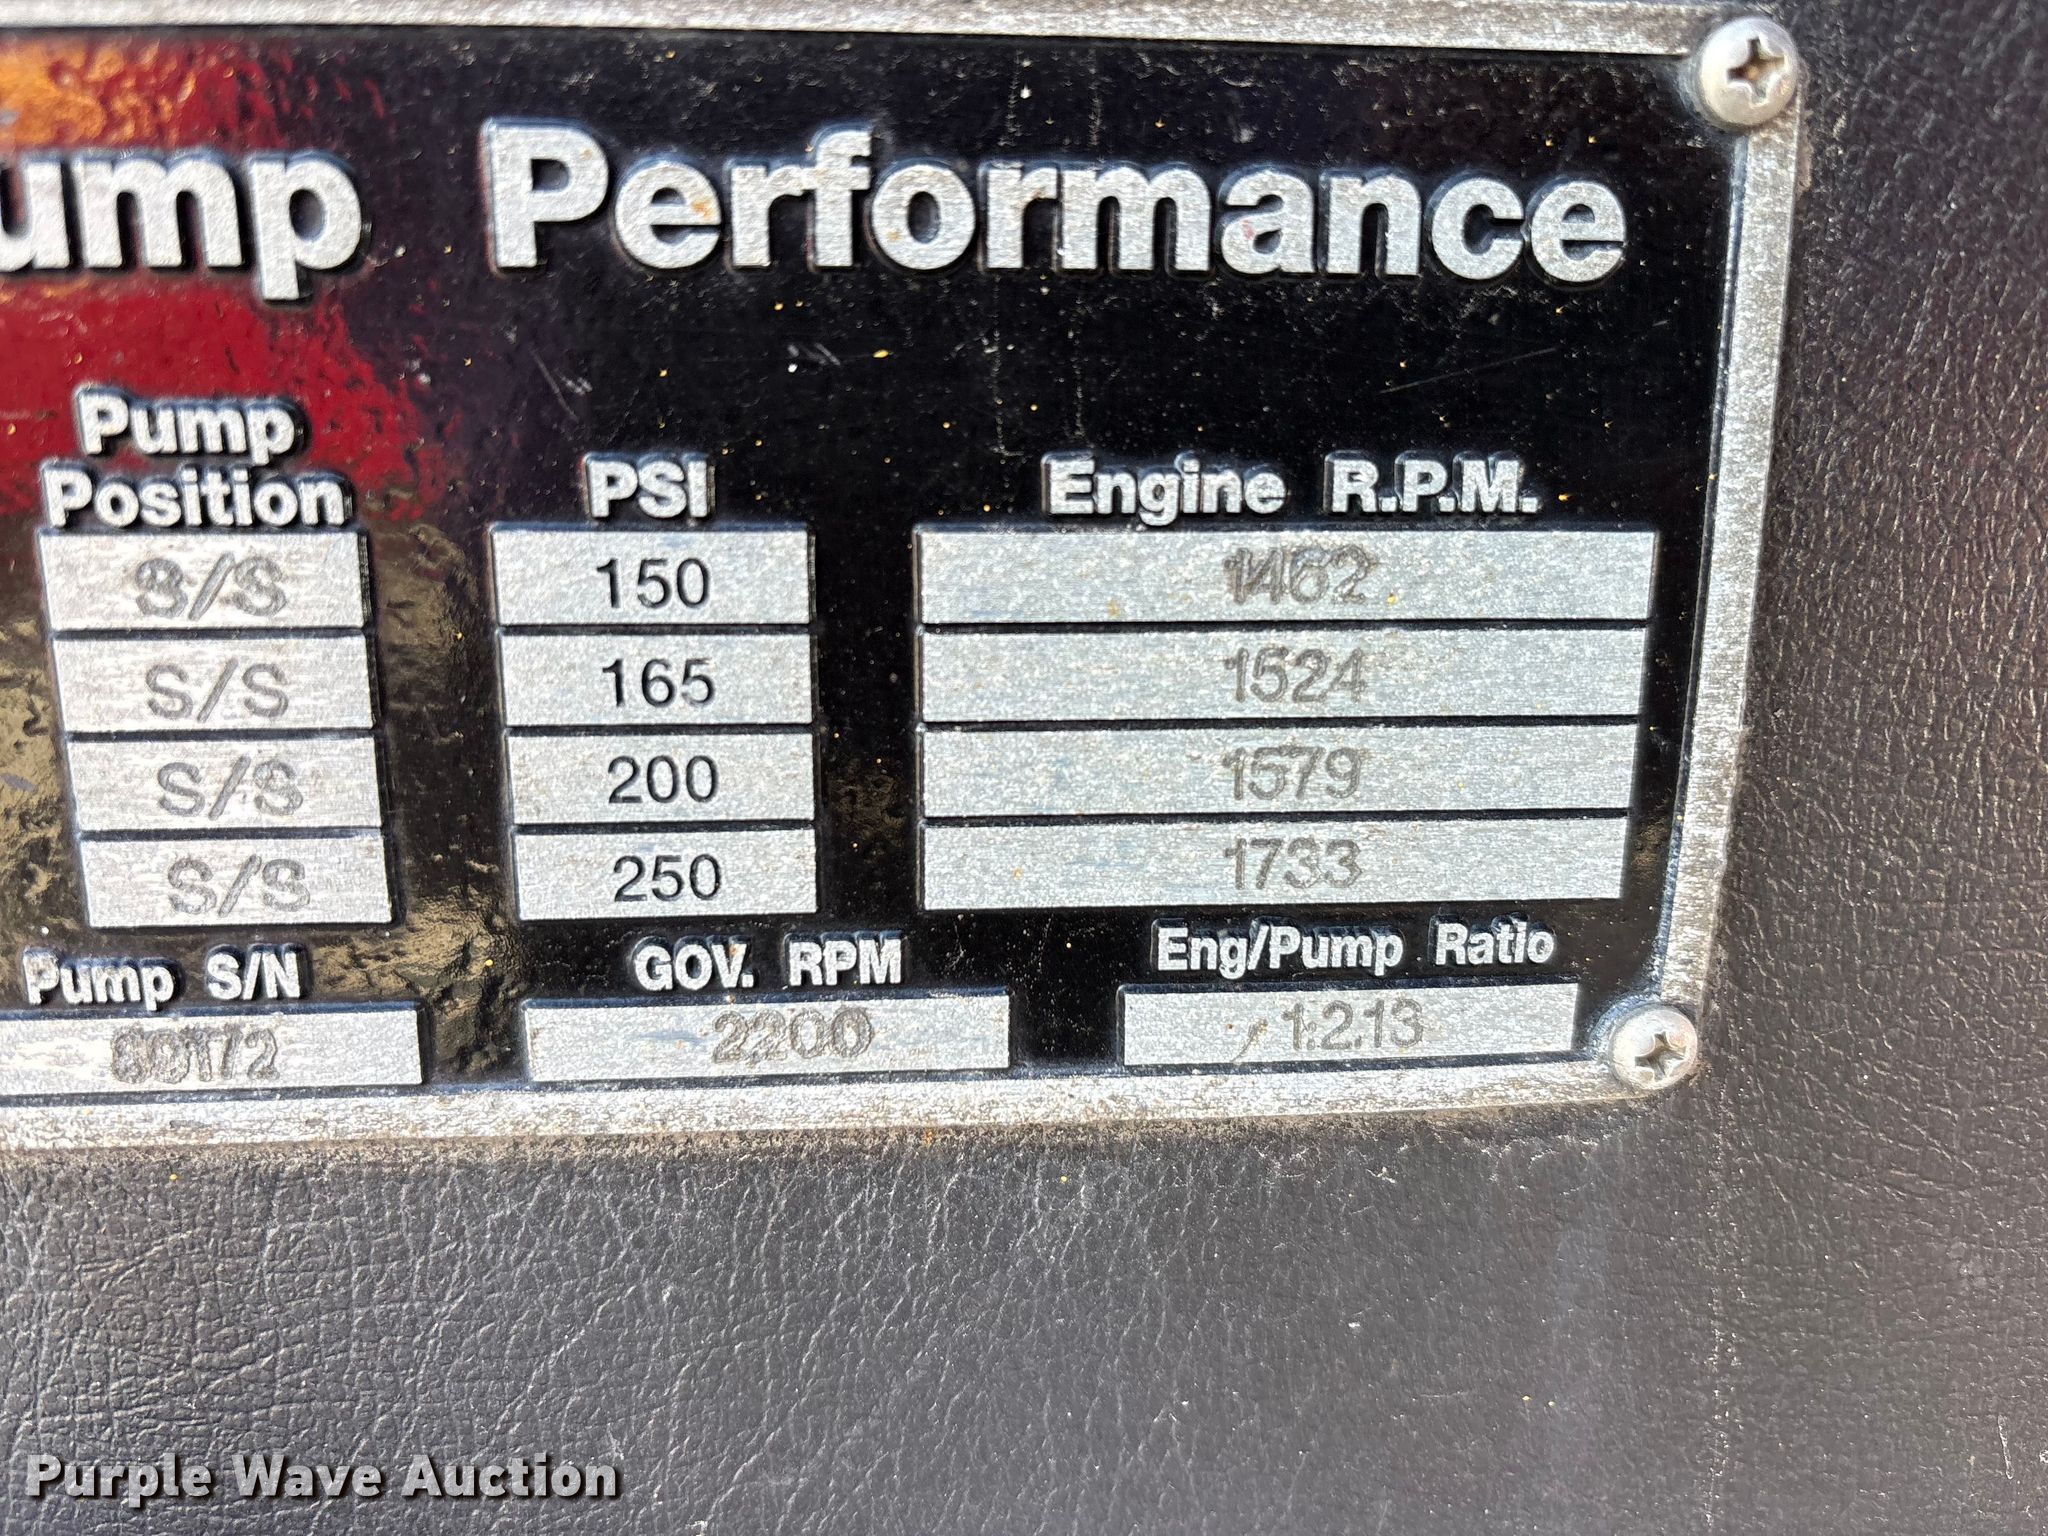 ump Performance
Pump Position PSI Engine R.P.M.
S/S 150 1462
S/S 165 1524
S/S 200 1579
S/S 250 1733
Pump S/N GOV. RPM Eng/Pump Ratio
2200 1:2.13
Purple Wave Auction